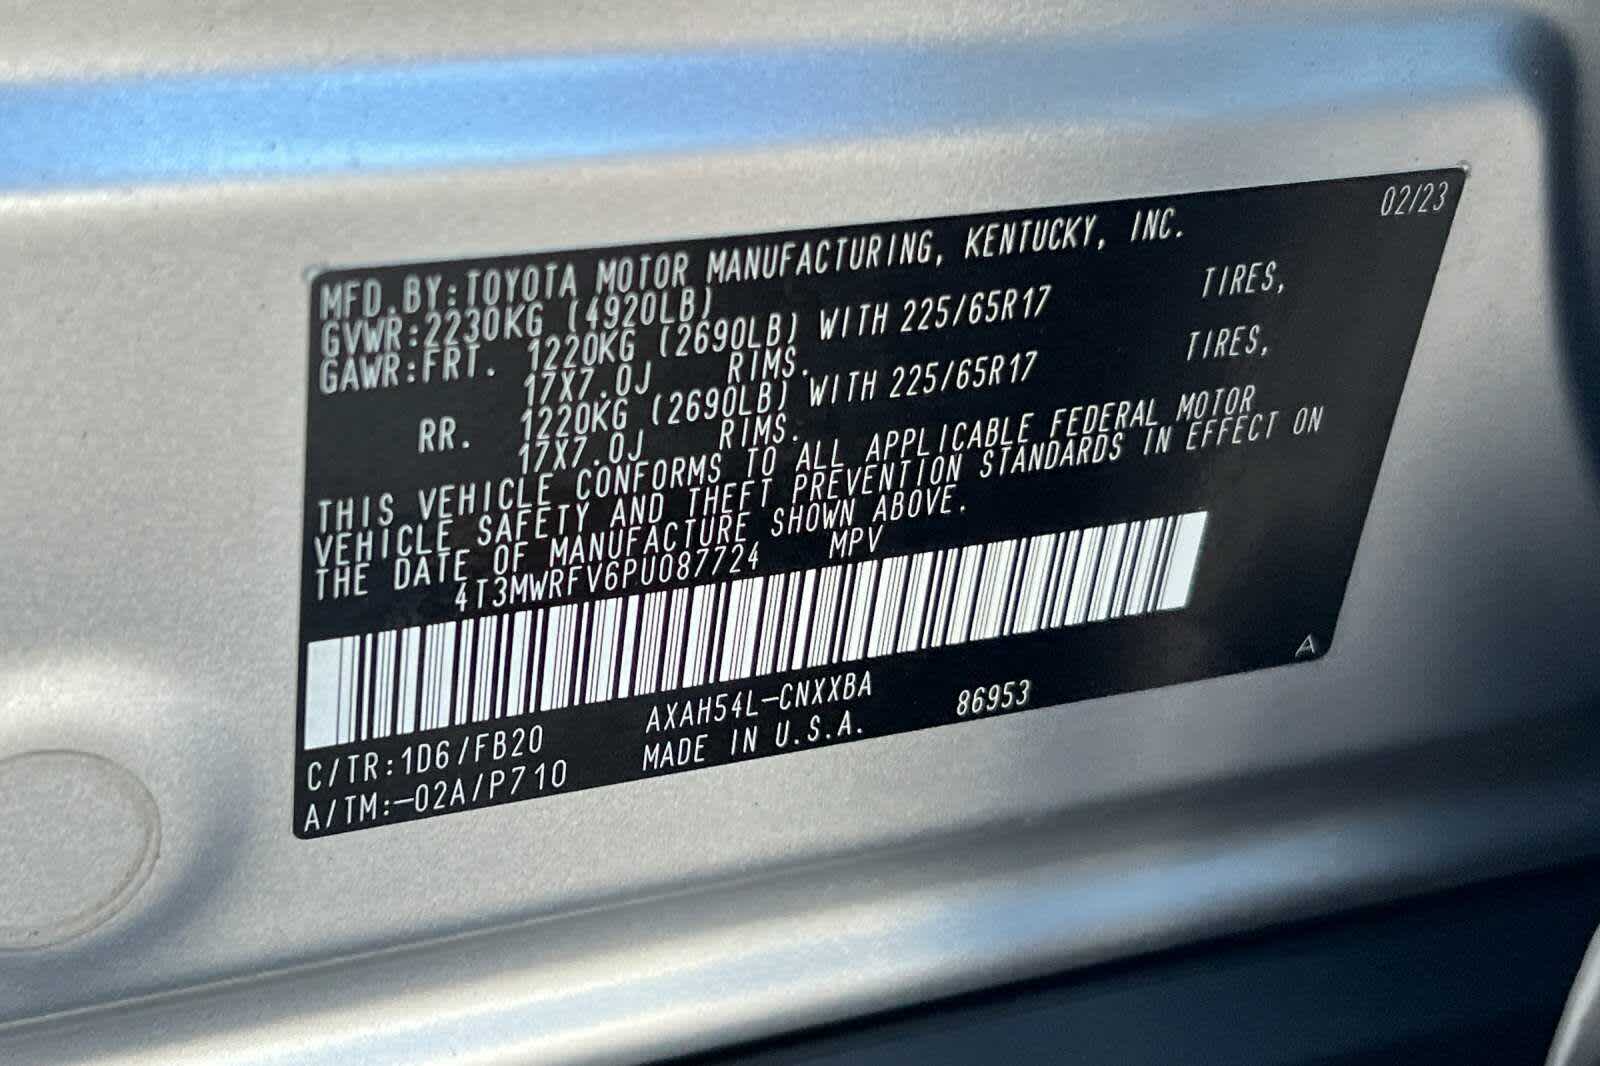 02/23
MFD.BY:TOYOTA MOTOR MANUFACTURING, KENTUCKY, INC.
GVWR:2230KG (4920LB)
GAWR:FRT. 1220KG (2690LB) WITH 225/65R17 TIRES,
17X7.0J RIMS.
RR. 1220KG (2690LB) WITH 225/65R17 TIRES,
17X7.0J RIMS.
THIS VEHICLE CONFORMS TO ALL APPLICABLE FEDERAL MOTOR
VEHICLE SAFETY AND THEFT PREVENTION STANDARDS IN EFFECT ON
THE DATE OF MANUFACTURE SHOWN ABOVE.
4T3MWRFV6PU087724 MPV
C/TR:1D6/FB20 AXAH54L-CNXXBA 86953
A/TM:-02A/P710 MADE IN U.S.A.
A